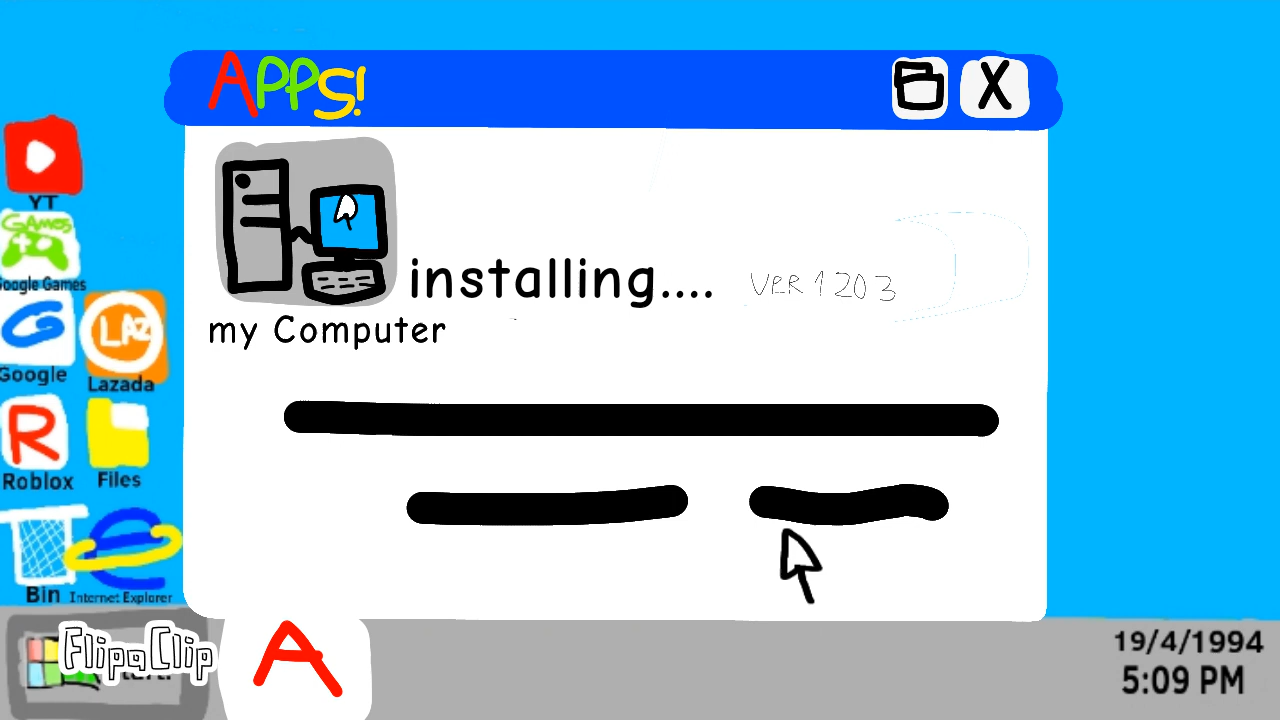 APPS!
X
YT
GAMES
Google Games
installing....
VER 1203
my Computer
G
Google
LAZ
Lazada
R
Roblox
Files
Bin
Internet Explorer
FlipaClip
Start!
A
19/4/1994
5:09 PM